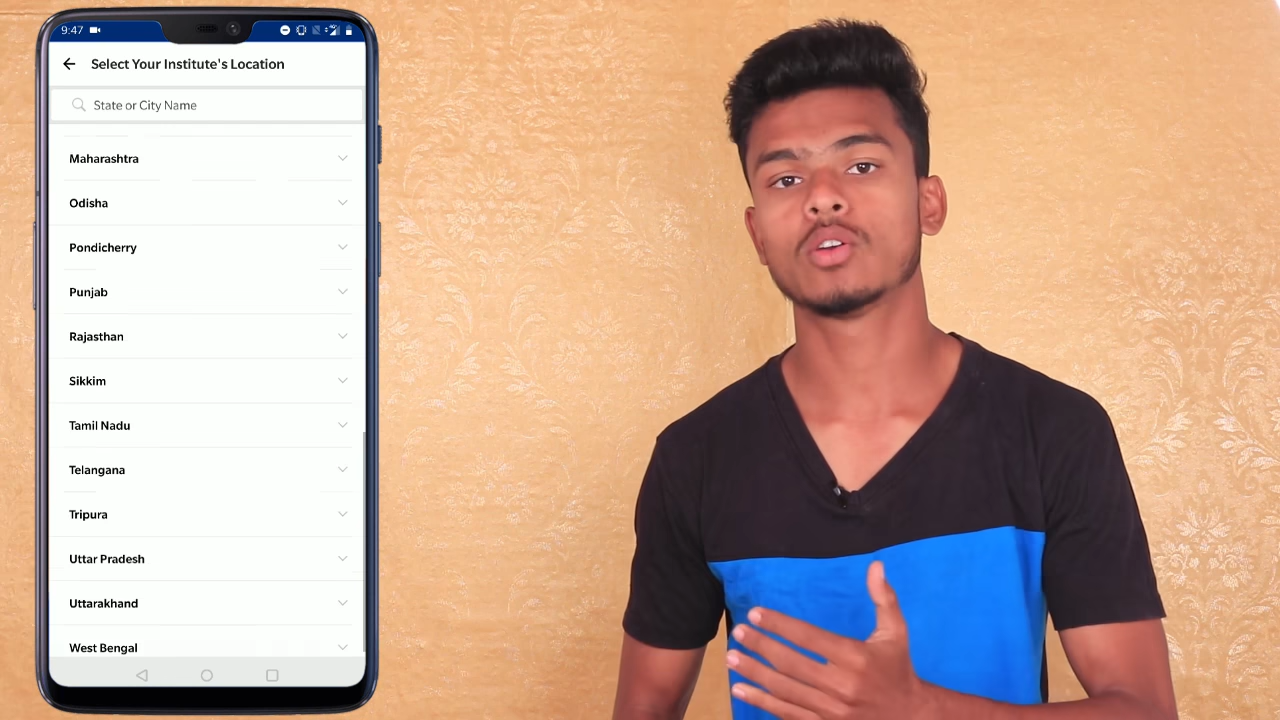 9:47
Select Your Institute's Location
State or City Name
Maharashtra
Odisha
Pondicherry
Punjab
Rajasthan
Sikkim
Tamil Nadu
Telangana
Tripura
Uttar Pradesh
Uttarakhand
West Bengal